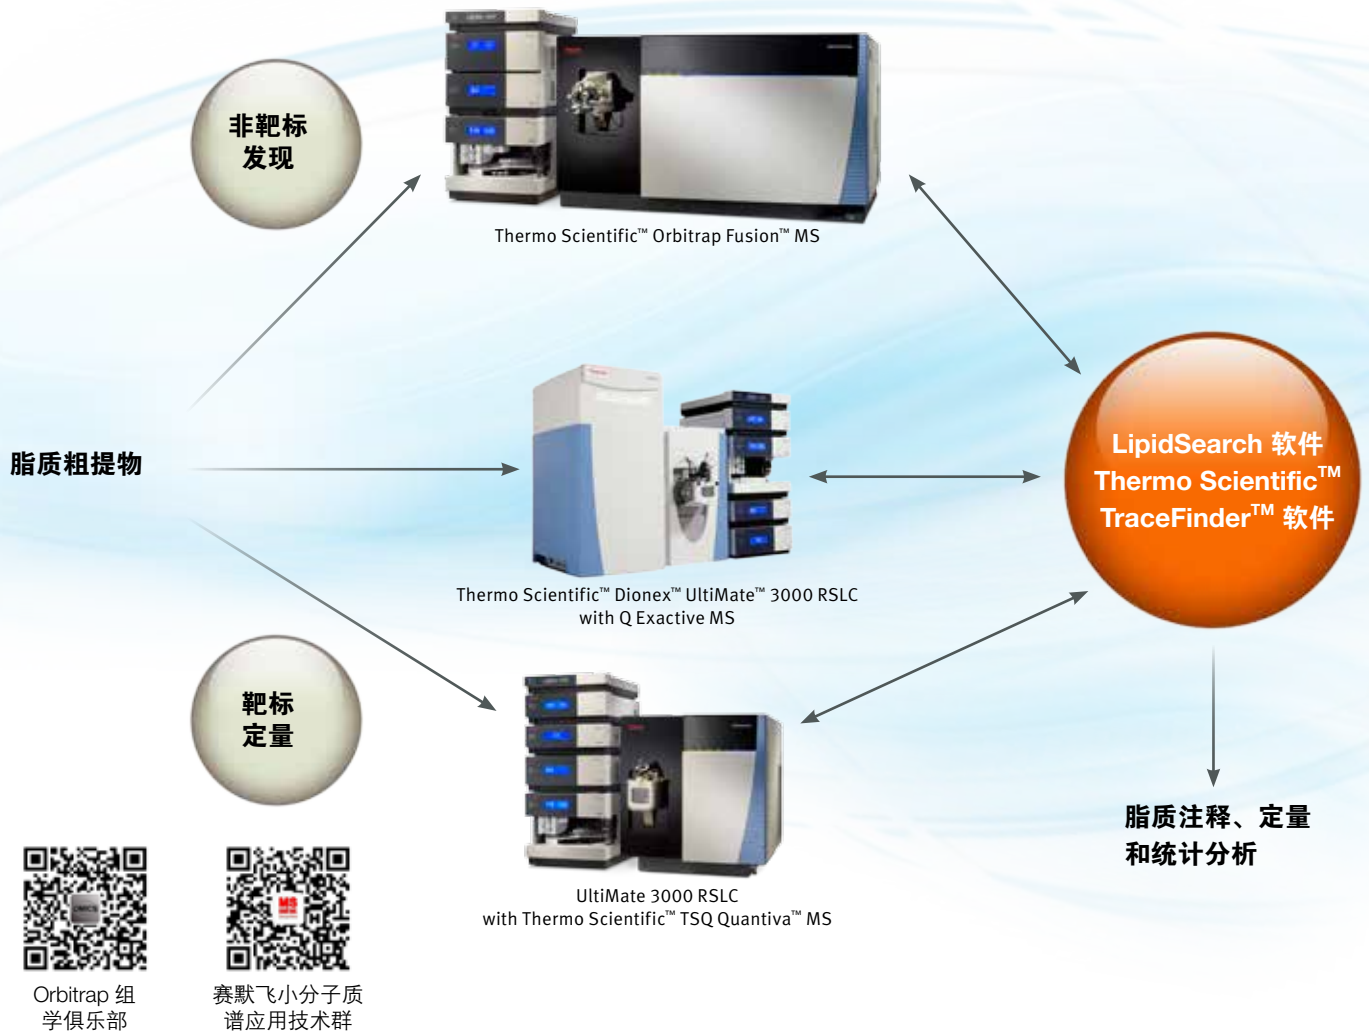 非靶标
发现
Thermo Scientific™ Orbitrap Fusion™ MS
脂质粗提物
LipidSearch 软件
Thermo Scientific™
TraceFinder™ 软件
Thermo Scientific™ Dionex™ UltiMate™ 3000 RSLC
with Q Exactive MS
靶标
定量
脂质注释、定量
和统计分析
UltiMate 3000 RSLC
with Thermo Scientific™ TSQ Quantiva™ MS
OMICS
MS
Orbitrap 组
学俱乐部
赛默飞小分子质
谱应用技术群